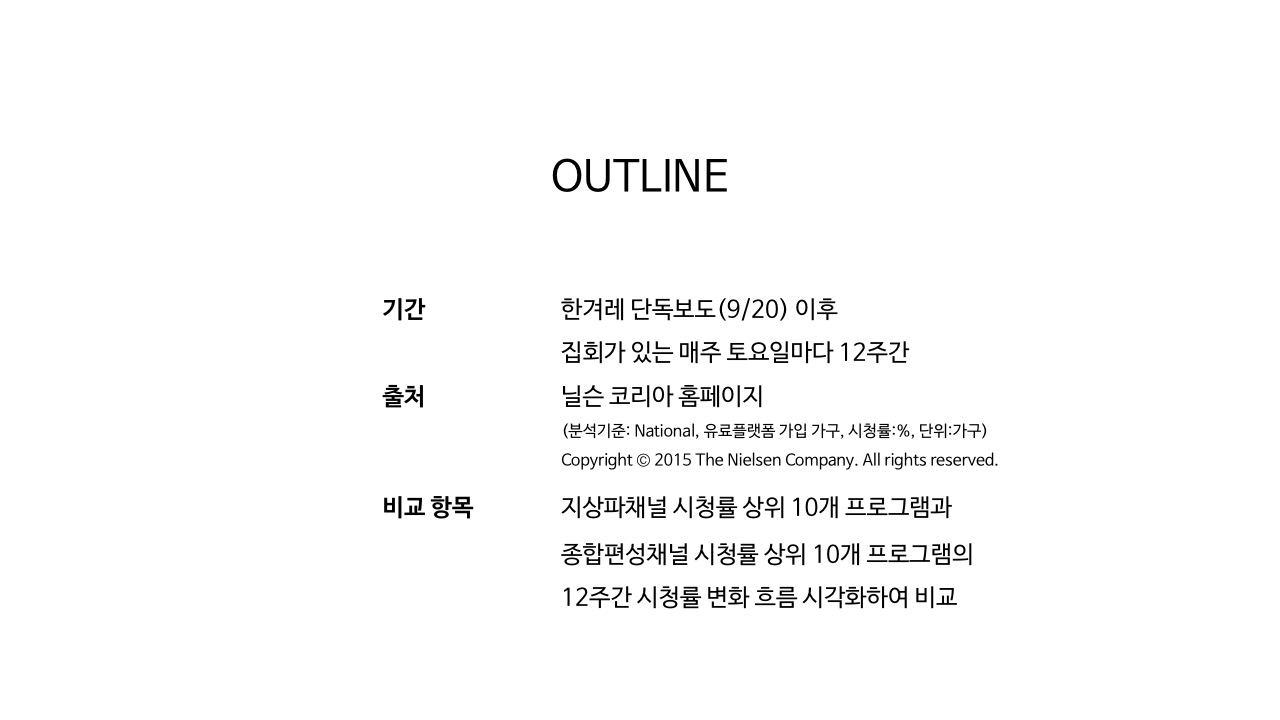 OUTLINE
기간 한겨레 단독보도(9/20) 이후
집회가 있는 매주 토요일마다 12주간
출처 닐슨 코리아 홈페이지
(분석기준: National, 유료플랫폼 가입 가구, 시청률:%, 단위:가구)
Copyright © 2015 The Nielsen Company. All rights reserved.
비교 항목 지상파채널 시청률 상위 10개 프로그램과
종합편성채널 시청률 상위 10개 프로그램의
12주간 시청률 변화 흐름 시각화하여 비교